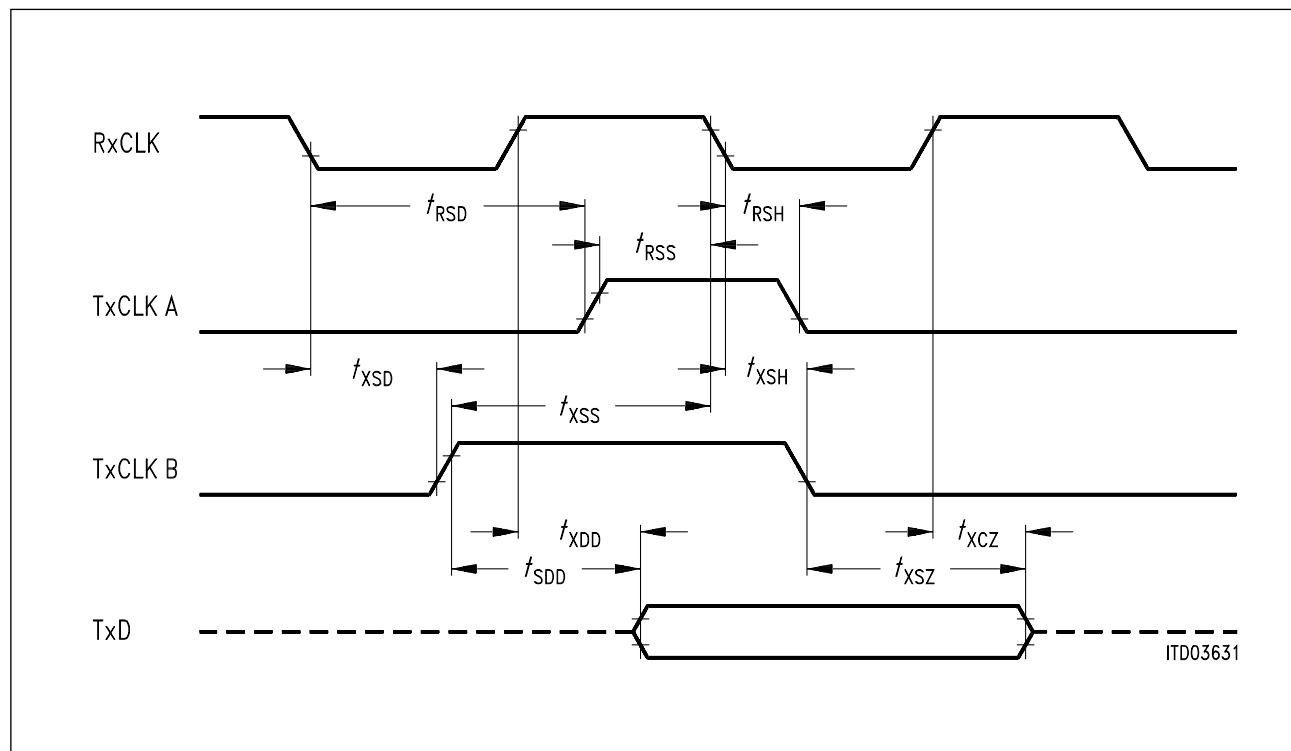 RxCLK
tRSD
tRSH
tRSS
TxCLK A
tXSD
tXSH
tXSS
TxCLK B
tXDD
tXCZ
tSDD
tXSZ
TxD
ITD03631